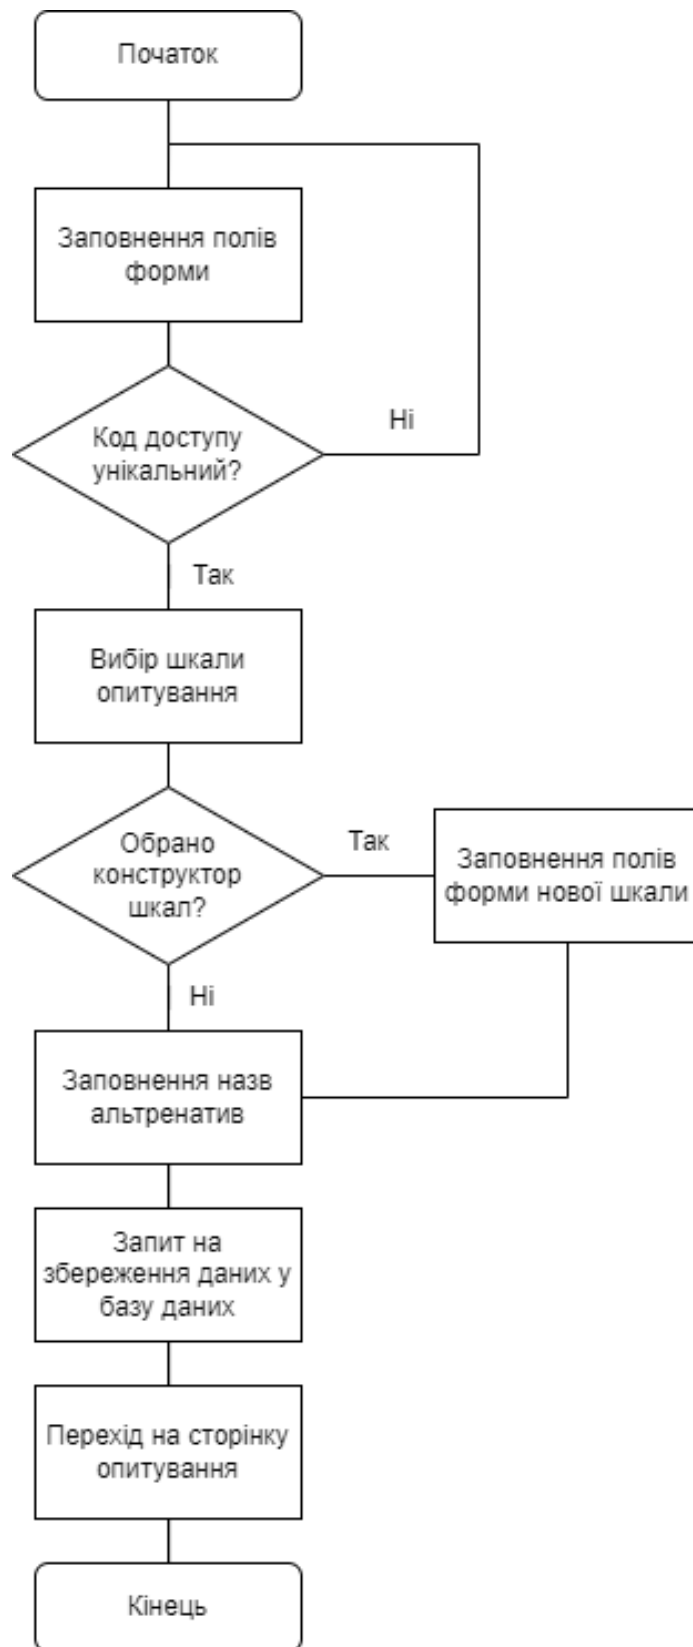 Початок
Заповнення полів
форми
Код доступу
унікальний?
Ні
Так
Вибір шкали
опитування
Обрано
конструктор
шкал?
Так
Заповнення полів
форми нової шкали
Ні
Заповнення назв
альтренатив
Запит на
збереження даних у
базу даних
Перехід на сторінку
опитування
Кінець